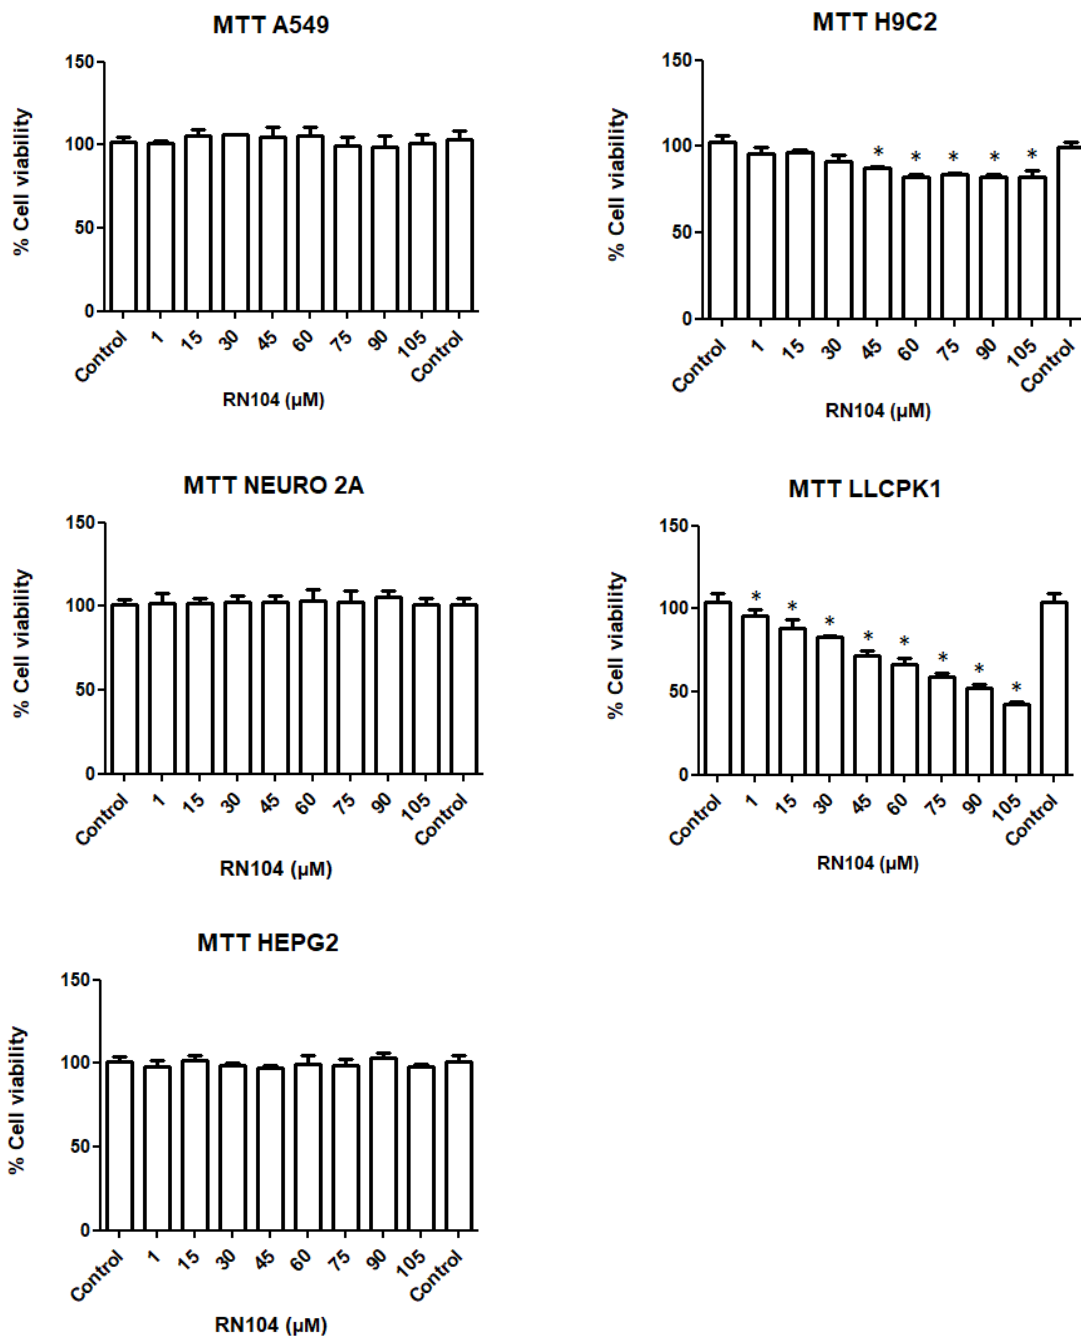 MTT A549
% Cell viability
150
100
50
0
Control 1 15 30 45 60 75 90 105 Control
RN104 (µM)
MTT H9C2
% Cell viability
150
100
50
0
* * * * *
Control 1 15 30 45 60 75 90 105 Control
RN104 (µM)
MTT NEURO 2A
% Cell viability
150
100
50
0
Control 1 15 30 45 60 75 90 105 Control
RN104 (µM)
MTT LLCPK1
% Cell viability
150
100
50
0
* * * * * * * *
Control 1 15 30 45 60 75 90 105 Control
RN104 (µM)
MTT HEPG2
% Cell viability
150
100
50
0
Control 1 15 30 45 60 75 90 105 Control
RN104 (µM)